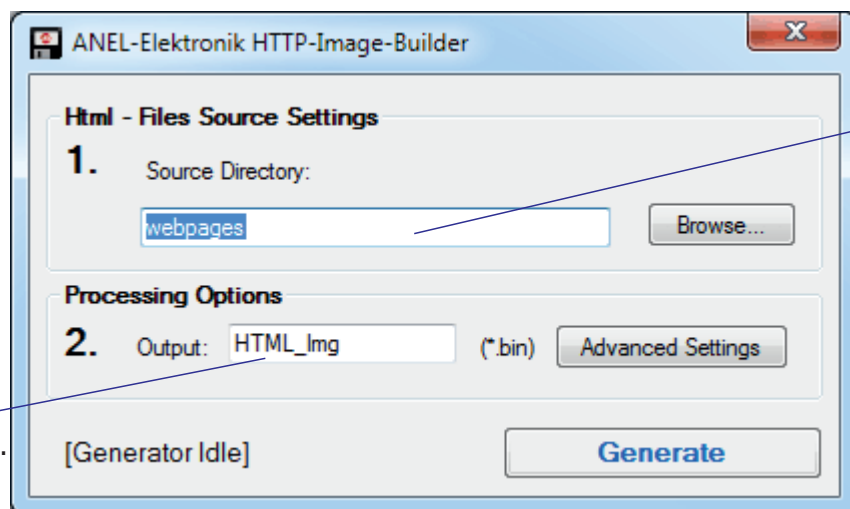 ANEL-Elektronik HTTP-Image-Builder
Html - Files Source Settings
1. Source Directory:
webpages Browse...
Processing Options
2. Output: HTML_Img (*.bin) Advanced Settings
. [Generator Idle] Generate